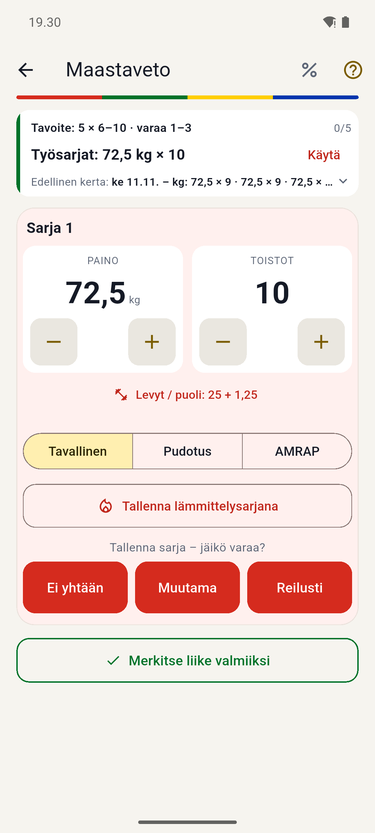 19.30
Maastaveto
Tavoite: 5 × 6–10 · varaa 1–3
0/5
Työsarjat: 72,5 kg × 10
Käytä
Edellinen kerta: ke 11.11. – kg: 72,5 × 9 · 72,5 × 9 · 72,5 × …
Sarja 1
PAINO
TOISTOT
72,5 kg
10
− + − +
Levyt / puoli: 25 + 1,25
Tavallinen
Pudotus
AMRAP
Tallenna lämmittelysarjana
Tallenna sarja – jäikö varaa?
Ei yhtään
Muutama
Reilusti
Merkitse liike valmiiksi